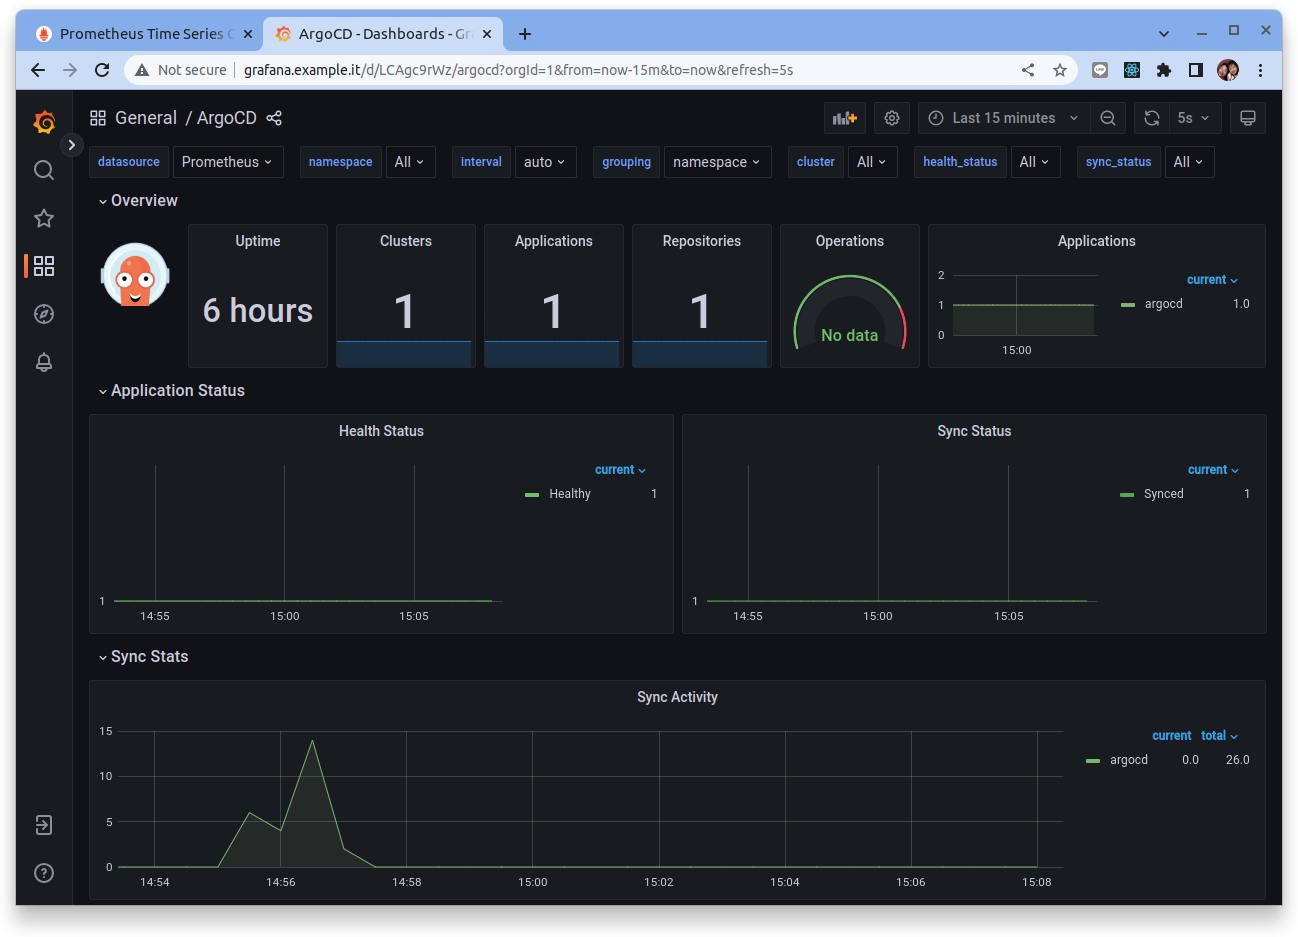 Prometheus Time Series C
ArgoCD - Dashboards - Gr
Not secure grafana.example.it/d/LCAgc9rWz/argocd?orgId=1&from=now-15m&to=now&refresh=5s
General / ArgoCD
Last 15 minutes
5s
datasource Prometheus namespace All interval auto grouping namespace cluster All health_status All sync_status All
Overview
Uptime
6 hours
Clusters
1
Applications
1
Repositories
1
Operations
No data
Applications
2
1
0
15:00
current
argocd 1.0
Application Status
Health Status
current
Healthy 1
1
14:55 15:00 15:05
Sync Status
current
Synced 1
1
14:55 15:00 15:05
Sync Stats
Sync Activity
15
10
5
0
14:54 14:56 14:58 15:00 15:02 15:04 15:06 15:08
current total
argocd 0.0 26.0